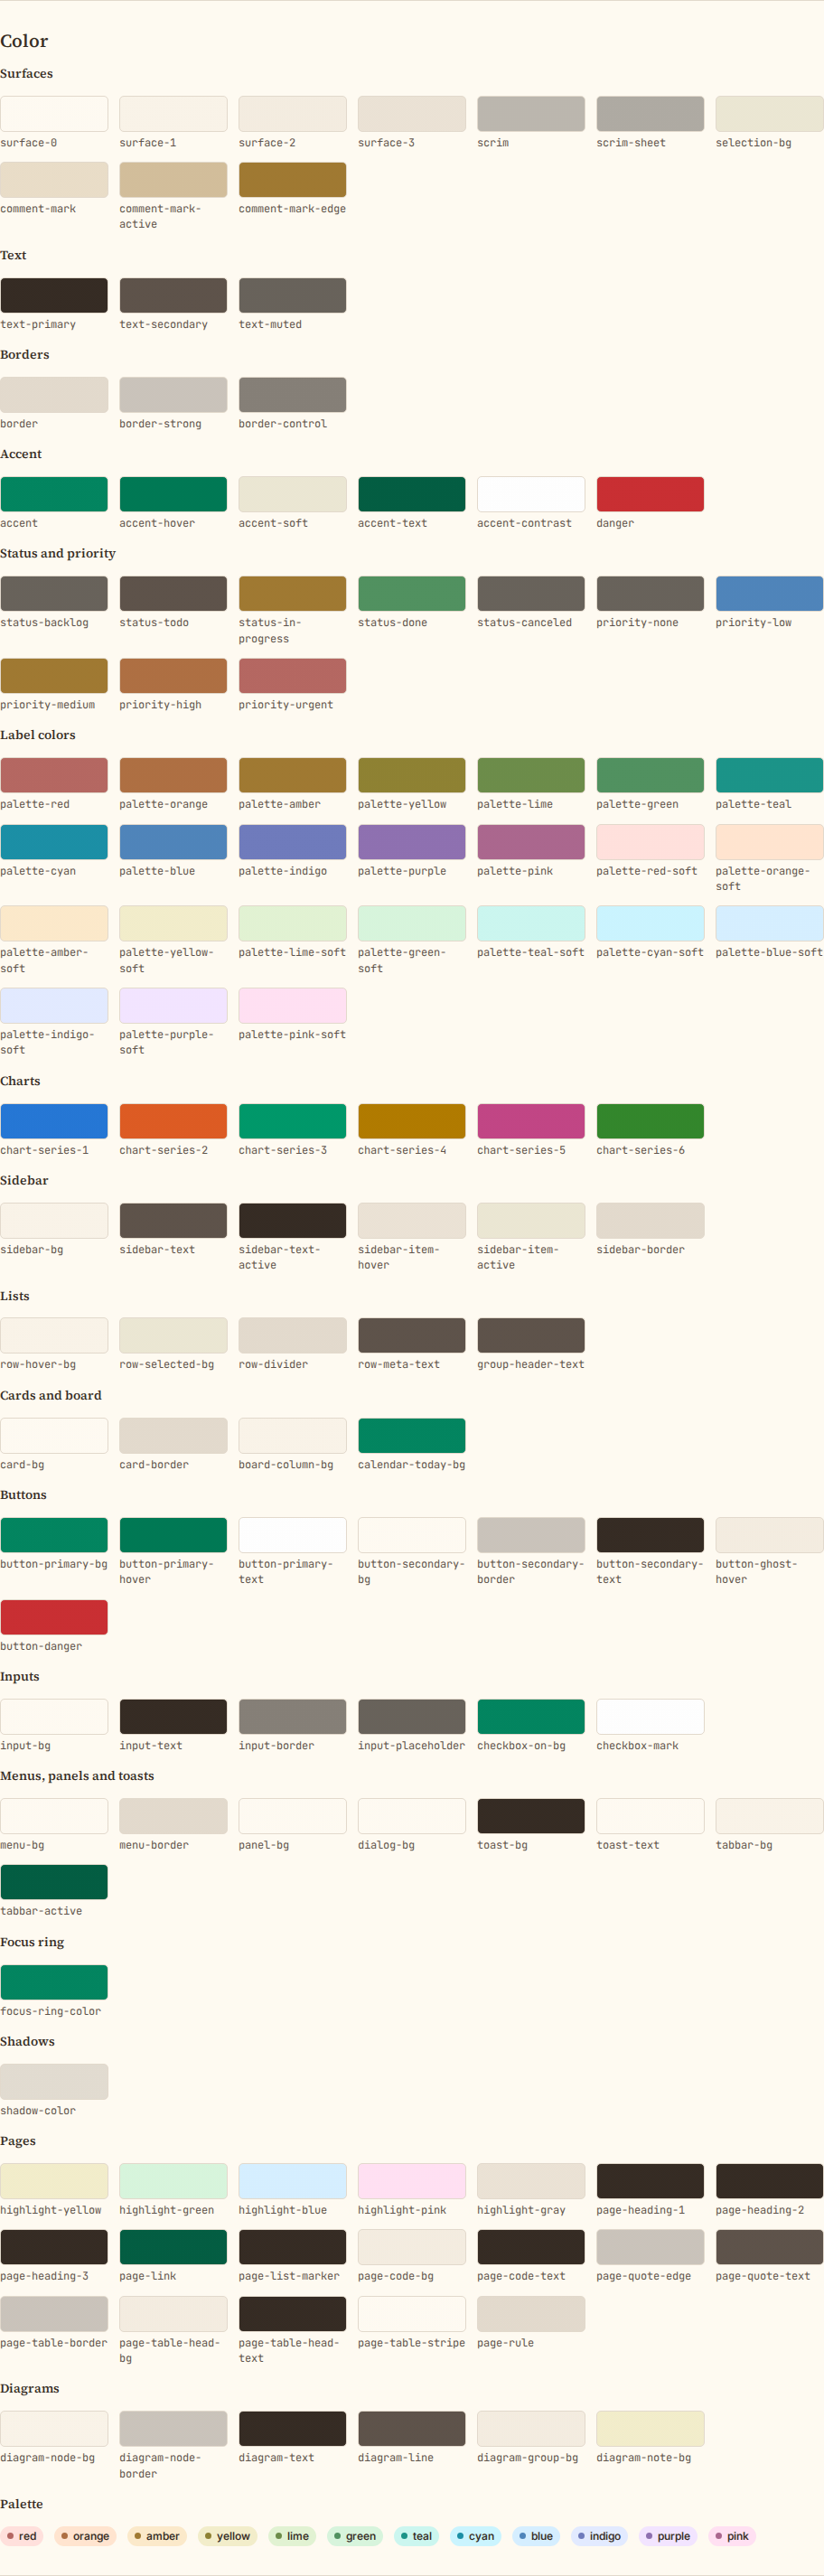 Color
Surfaces
surface-0 surface-1 surface-2 surface-3 scrim scrim-sheet selection-bg
comment-mark comment-mark-active comment-mark-edge
Text
text-primary text-secondary text-muted
Borders
border border-strong border-control
Accent
accent accent-hover accent-soft accent-text accent-contrast danger
Status and priority
status-backlog status-todo status-in-progress status-done status-canceled priority-none priority-low
priority-medium priority-high priority-urgent
Label colors
palette-red palette-orange palette-amber palette-yellow palette-lime palette-green palette-teal
palette-cyan palette-blue palette-indigo palette-purple palette-pink palette-red-soft palette-orange-soft
palette-amber-soft palette-yellow-soft palette-lime-soft palette-green-soft palette-teal-soft palette-cyan-soft palette-blue-soft
palette-indigo-soft palette-purple-soft palette-pink-soft
Charts
chart-series-1 chart-series-2 chart-series-3 chart-series-4 chart-series-5 chart-series-6
Sidebar
sidebar-bg sidebar-text sidebar-text-active sidebar-item-hover sidebar-item-active sidebar-border
Lists
row-hover-bg row-selected-bg row-divider row-meta-text group-header-text
Cards and board
card-bg card-border board-column-bg calendar-today-bg
Buttons
button-primary-bg button-primary-hover button-primary-text button-secondary-bg button-secondary-border button-secondary-text button-ghost-hover
button-danger
Inputs
input-bg input-text input-border input-placeholder checkbox-on-bg checkbox-mark
Menus, panels and toasts
menu-bg menu-border panel-bg dialog-bg toast-bg toast-text tabbar-bg
tabbar-active
Focus ring
focus-ring-color
Shadows
shadow-color
Pages
highlight-yellow highlight-green highlight-blue highlight-pink highlight-gray page-heading-1 page-heading-2
page-heading-3 page-link page-list-marker page-code-bg page-code-text page-quote-edge page-quote-text
page-table-border page-table-head-bg page-table-head-text page-table-stripe page-rule
Diagrams
diagram-node-bg diagram-node-border diagram-text diagram-line diagram-group-bg diagram-note-bg
Palette
red orange amber yellow lime green teal cyan blue indigo purple pink